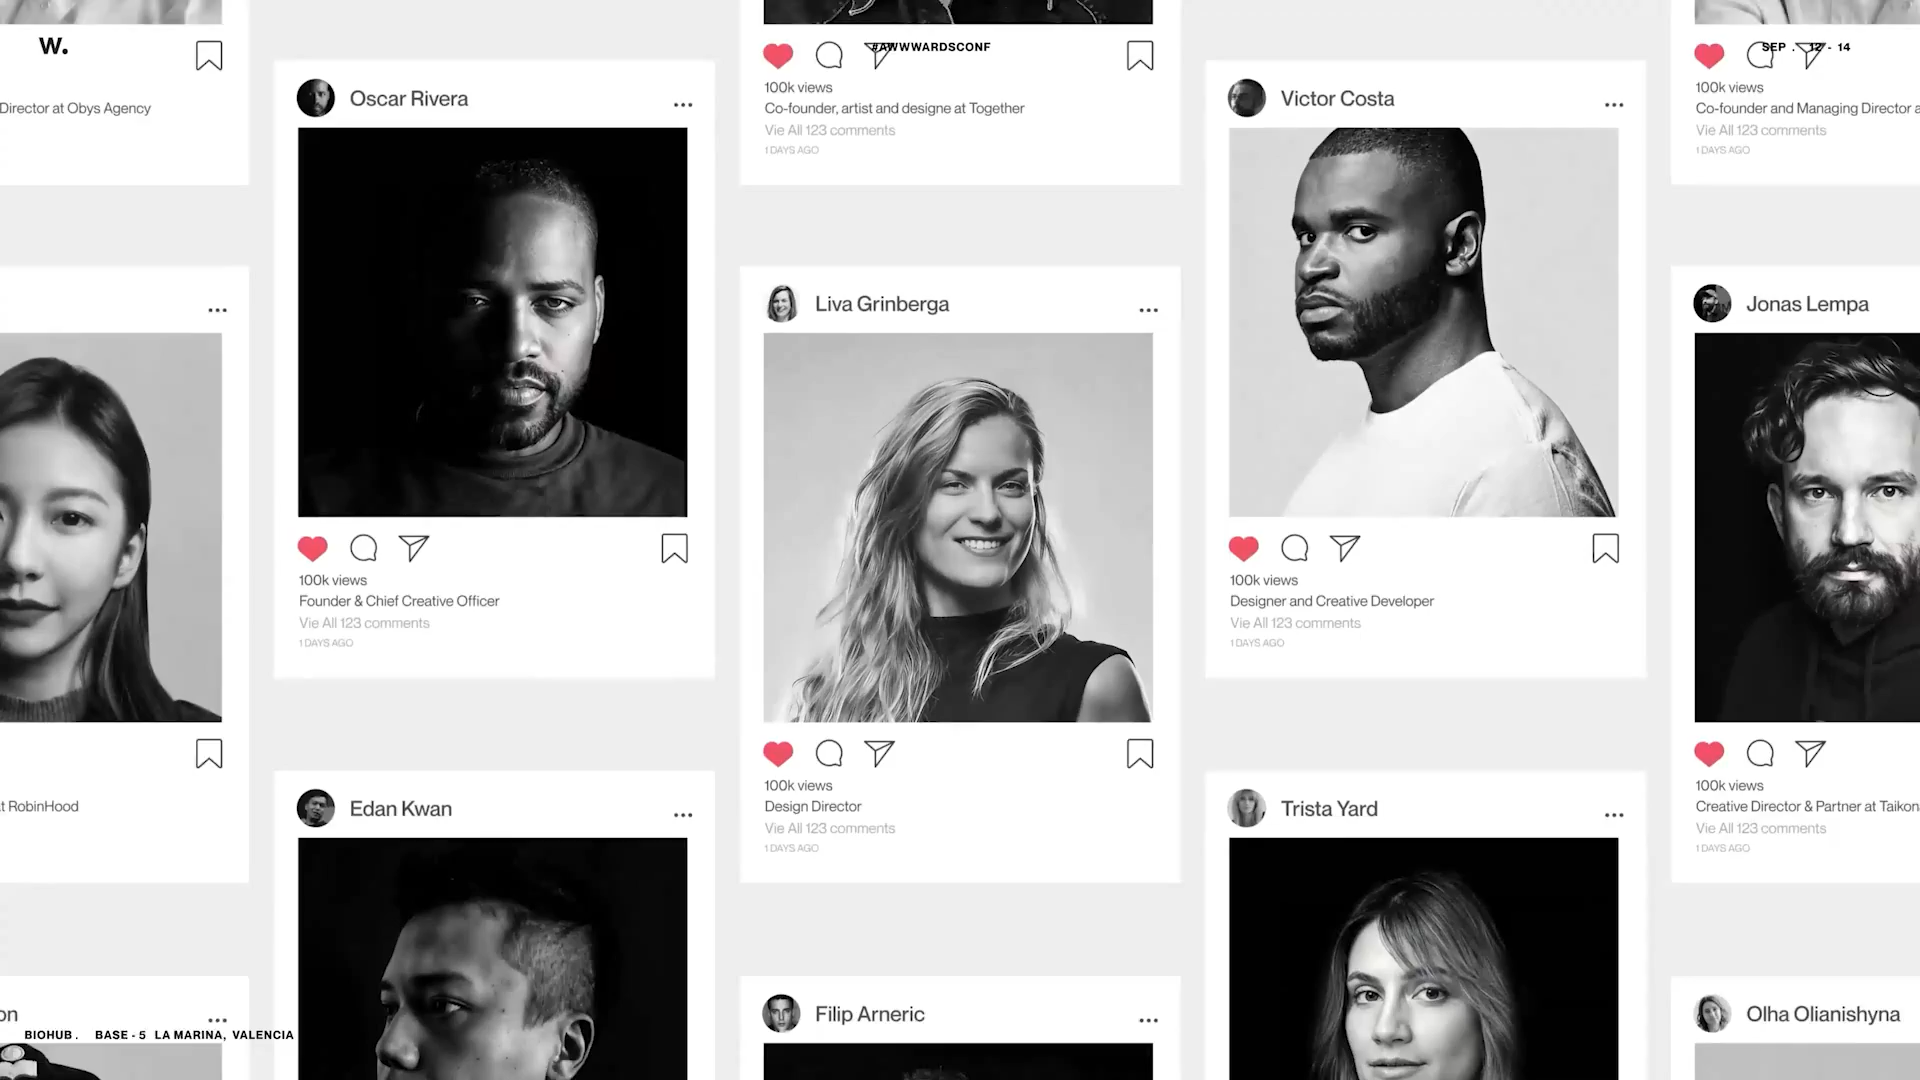 w.
#AWWWARDSCONF
SEP . 12 - 14
Director at Obys Agency
Oscar Rivera
100k views
Founder & Chief Creative Officer
Vie All 123 comments
1 DAYS AGO
100k views
Co-founder, artist and designe at Together
Vie All 123 comments
1 DAYS AGO
Victor Costa
100k views
Designer and Creative Developer
Vie All 123 comments
1 DAYS AGO
100k views
Co-founder and Managing Director
Vie All 123 comments
1 DAYS AGO
RobinHood
Liva Grinberga
100k views
Design Director
Vie All 123 comments
1 DAYS AGO
Jonas Lempa
100k views
Creative Director & Partner at
Vie All 123 comments
1 DAYS AGO
Edan Kwan
Trista Yard
Filip Arneric
Olha Olianishyna
BIOHUB . BASE - 5 LA MARINA, VALENCIA